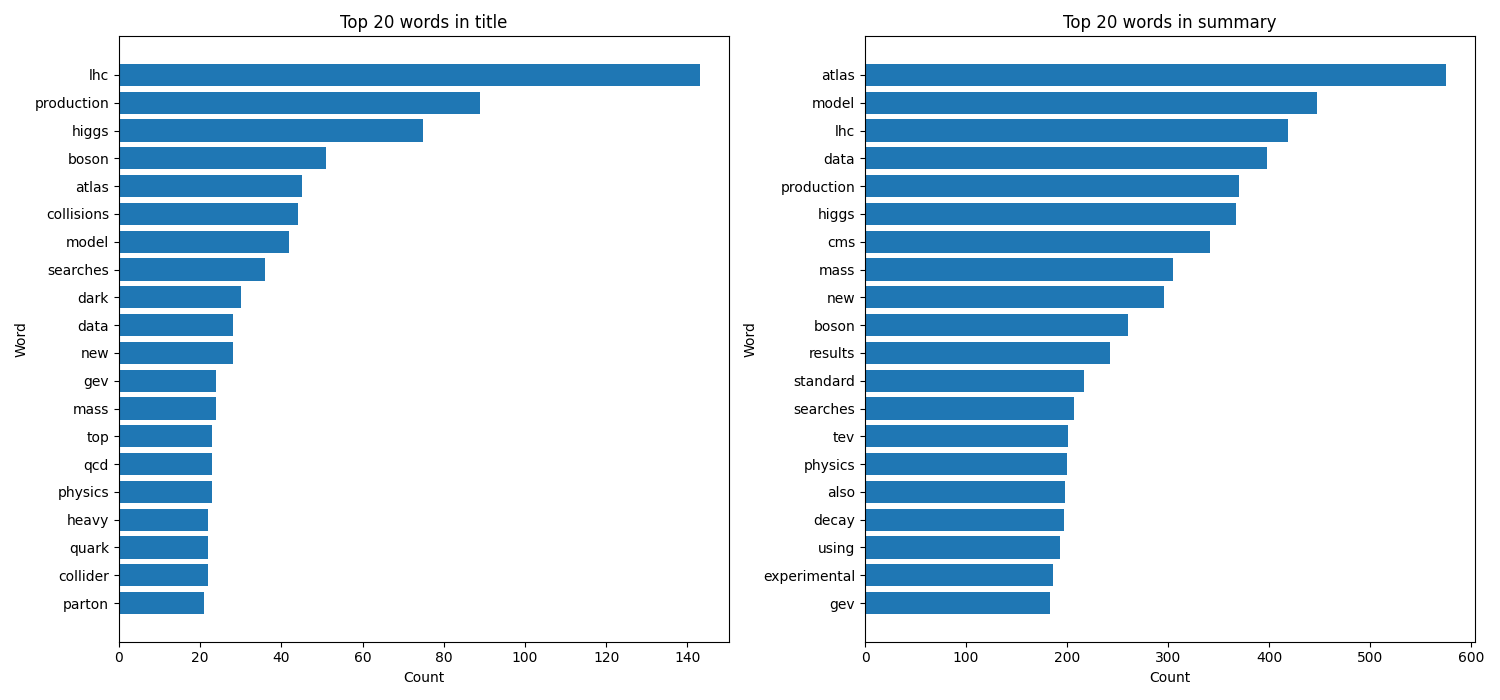 Top 20 words in title
Word
lhc
production
higgs
boson
atlas
collisions
model
searches
dark
data
new
gev
mass
top
qcd
physics
heavy
quark
collider
parton
0 20 40 60 80 100 120 140
Count
Top 20 words in summary
Word
atlas
model
lhc
data
production
higgs
cms
mass
new
boson
results
standard
searches
tev
physics
also
decay
using
experimental
gev
0 100 200 300 400 500 600
Count